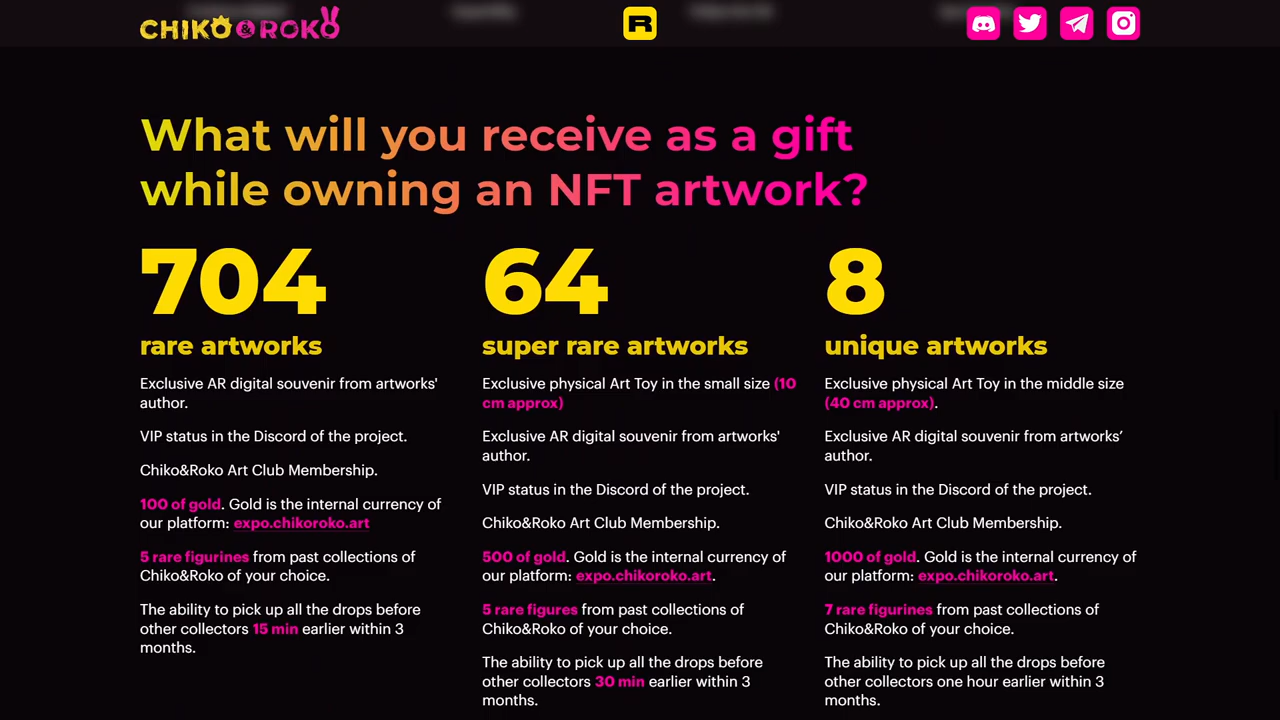 CHIKO & ROKO
R
What will you receive as a gift
while owning an NFT artwork?
704
rare artworks
Exclusive AR digital souvenir from artworks'
author.
VIP status in the Discord of the project.
Chiko&Roko Art Club Membership.
100 of gold. Gold is the internal currency of
our platform: expo.chikoroko.art
5 rare figurines from past collections of
Chiko&Roko of your choice.
The ability to pick up all the drops before
other collectors 15 min earlier within 3
months.
64
super rare artworks
Exclusive physical Art Toy in the small size (10
cm approx)
Exclusive AR digital souvenir from artworks'
author.
VIP status in the Discord of the project.
Chiko&Roko Art Club Membership.
500 of gold. Gold is the internal currency of
our platform: expo.chikoroko.art.
5 rare figures from past collections of
Chiko&Roko of your choice.
The ability to pick up all the drops before
other collectors 30 min earlier within 3
months.
8
unique artworks
Exclusive physical Art Toy in the middle size
(40 cm approx).
Exclusive AR digital souvenir from artworks’
author.
VIP status in the Discord of the project.
Chiko&Roko Art Club Membership.
1000 of gold. Gold is the internal currency of
our platform: expo.chikoroko.art.
7 rare figurines from past collections of
Chiko&Roko of your choice.
The ability to pick up all the drops before
other collectors one hour earlier within 3
months.